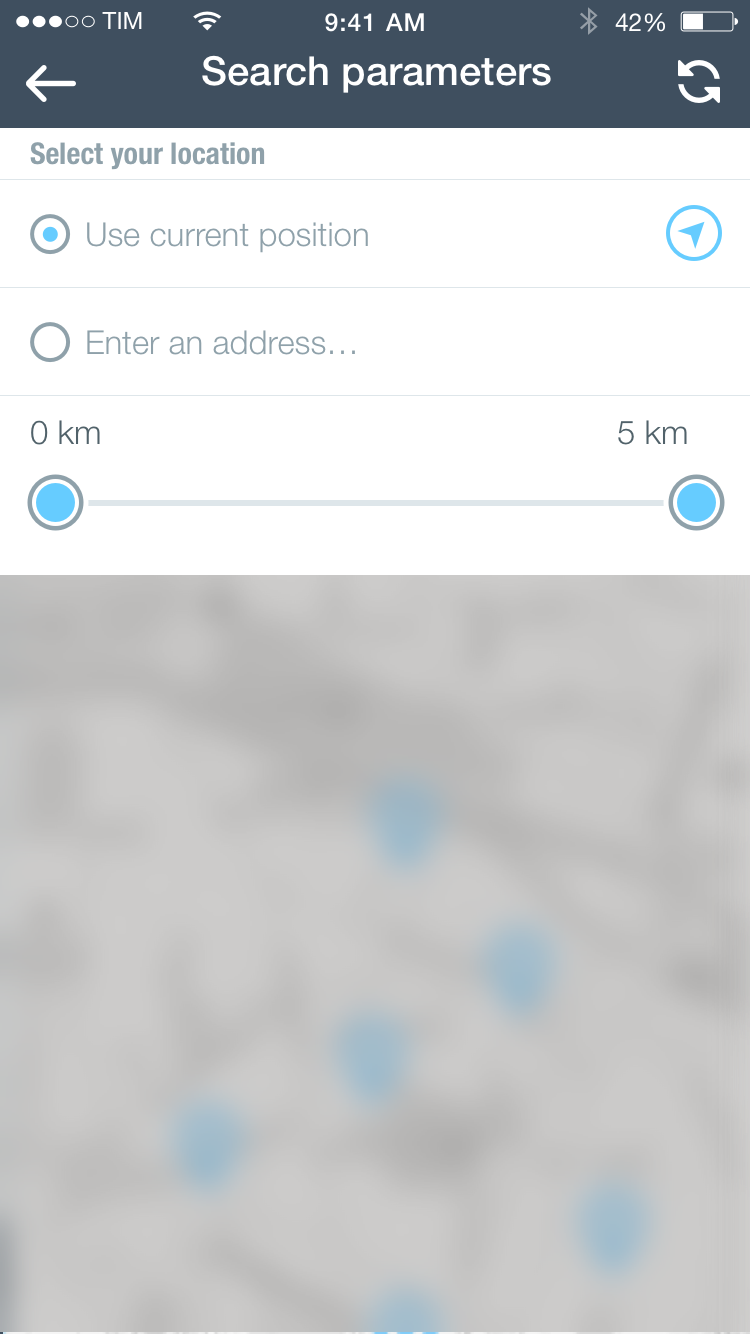 TIM 9:41 AM 42%
Search parameters
Select your location
Use current position
Enter an address...
0 km 5 km